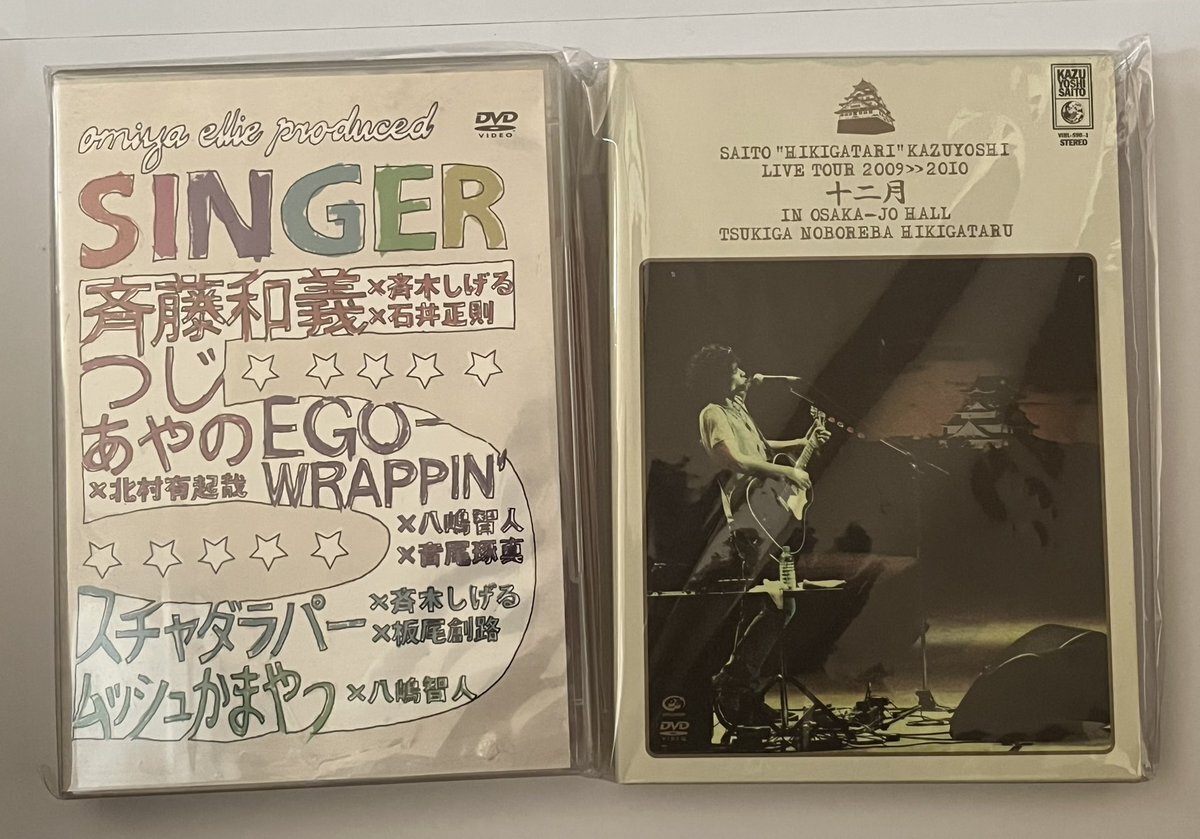 omiya ellie produced
DVD
VIDEO
SINGER
斉藤和義
×斉木しげる
×石井正則
つじ
あやの
×北村有起哉
EGO-
WRAPPIN'
×八嶋智人
×音尾琢真
スチャダラパー
×斉木しげる
×板尾創路
ムッシュかまやつ
×八嶋智人
KAZU
YOSHI
SAITO
VIBL-590-1
STEREO
SAITO "HIKIGATARI" KAZUYOSHI
LIVE TOUR 2009>>2010
十二月
IN OSAKA-JO HALL
TSUKIGA NOBOREBA HIKIGATARU
DVD
VIDEO